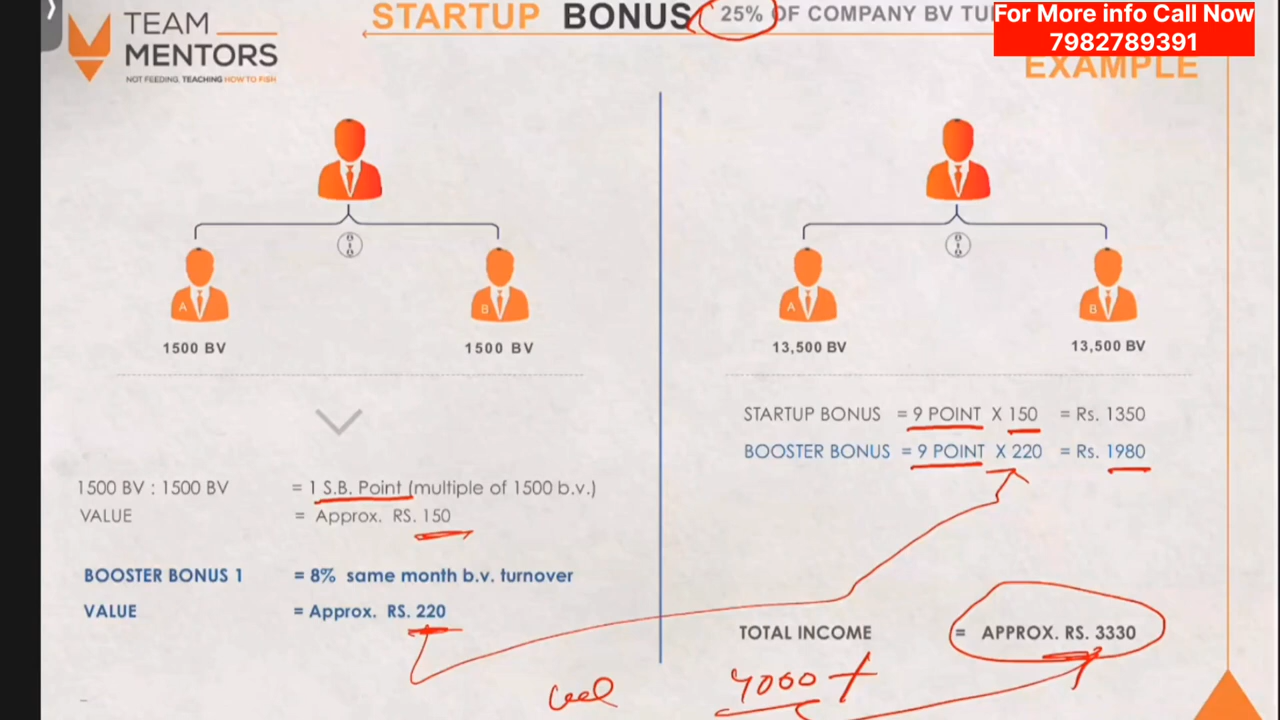 TEAM
MENTORS
NOT FEEDING. TEACHING HOW TO FISH
STARTUP BONUS 25% OF COMPANY BV
For More info Call Now
7982789391
EXAMPLE
A
B
1500 BV
1500 BV
1500 BV : 1500 BV = 1 S.B. Point (multiple of 1500 b.v.)
VALUE = Approx. RS. 150
BOOSTER BONUS 1 = 8% same month b.v. turnover
VALUE = Approx. RS. 220
A
B
13,500 BV
13,500 BV
STARTUP BONUS = 9 POINT X 150 = Rs. 1350
BOOSTER BONUS = 9 POINT X 220 = Rs. 1980
TOTAL INCOME = APPROX. RS. 3330